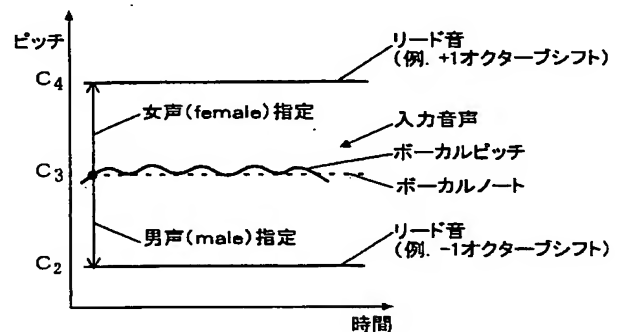 ピッチ
C4
リード音
(例. +1オクターブシフト)
女声(female)指定
入力音声
ボーカルピッチ
C3
ボーカルノート
男声(male)指定
リード音
(例. -1オクターブシフト)
C2
時間